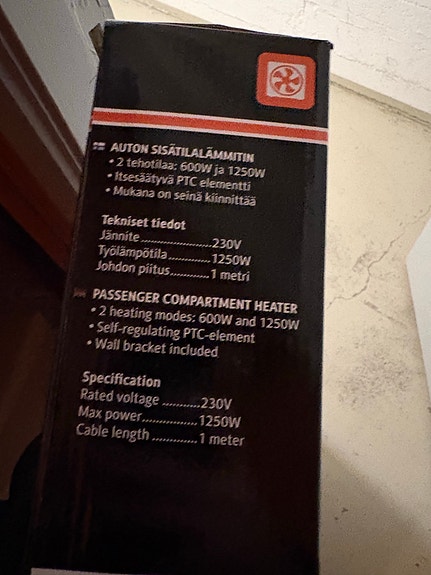 AUTON SISÄTILALÄMMITIN
• 2 tehotilaa: 600W ja 1250W
• Itsesäätyvä PTC elementti
• Mukana on seinä kiinnittää
Tekniset tiedot
Jännite......................230V
Työlämpötila.............1250W
Johdon piitus............1 metri
PASSENGER COMPARTMENT HEATER
• 2 heating modes: 600W and 1250W
• Self-regulating PTC-element
• Wall bracket included
Specification
Rated voltage ...........230V
Max power.................1250W
Cable length ..............1 meter